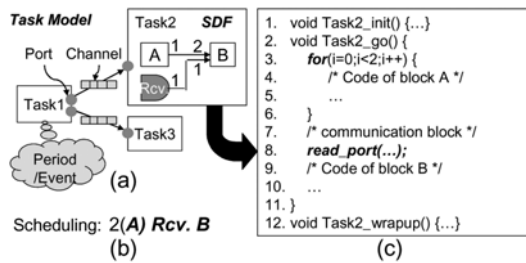 Task Model
Port
Channel
Task1
Period
/Event
Task2
SDF
A
1
2
B
Rcv.
1
1
Task3
(a)
Scheduling: 2(A) Rcv. B
(b)
1. void Task2_init() {…}
2. void Task2_go() {
3. for(i=0;i<2;i++) {
4. /* Code of block A */
5. …
6. }
7. /* communication block */
8. read_port(…);
9. /* Code of block B */
10. …
11. }
12. void Task2_wrapup() {…}
(c)